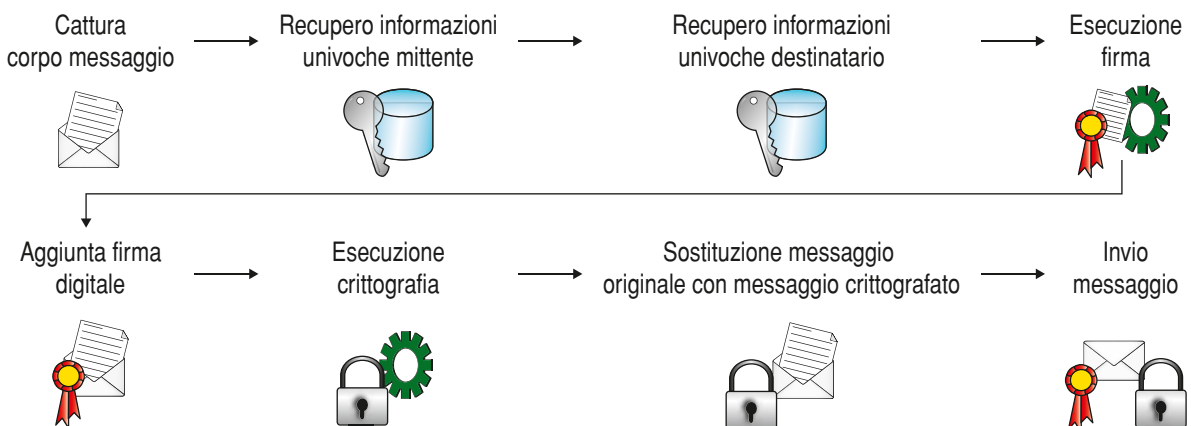 Cattura
corpo messaggio
Recupero informazioni
univoche mittente
Recupero informazioni
univoche destinatario
Esecuzione
firma
Aggiunta firma
digitale
Esecuzione
crittografia
Sostituzione messaggio
originale con messaggio crittografato
Invio
messaggio